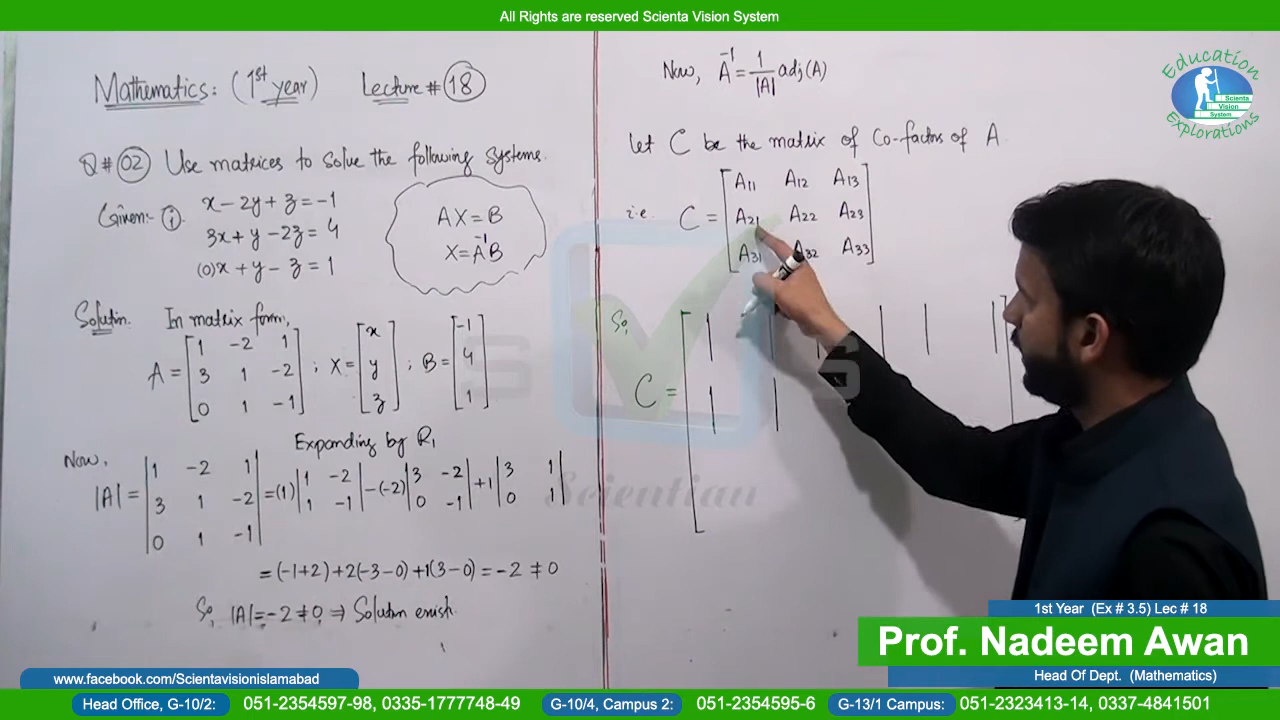 All Rights are reserved Scienta Vision System
Mathematics: (1st year) Lecture # 18
Q # 02 Use matrices to solve the following systems.
Given:- (i) x - 2y + z = -1
3x + y - 2z = 4
(0)x + y - z = 1
AX = B
X = A⁻¹B
Solution. In matrix form,
A = [1 -2 1; 3 1 -2; 0 1 -1] ; X = [x; y; z] ; B = [-1; 4; 1]
Expanding by R₁
Now,
|A| = |1 -2 1; 3 1 -2; 0 1 -1| = (1)|1 -2; 1 -1| - (-2)|3 -2; 0 -1| + 1|3 1; 0 1|
= (-1+2) + 2(-3-0) + 1(3-0) = -2 ≠ 0
So, |A| = -2 ≠ 0, ⇒ Solution exist.
Now, A⁻¹ = 1/|A| adj(A)
Let C be the matrix of Co-factors of A.
i.e. C = [A₁₁ A₁₂ A₁₃; A₂₁ A₂₂ A₂₃; A₃₁ A₃₂ A₃₃]
So,
C =
Education
Scienta
Vision
System
Explorations
S S
Scientian
1st Year (Ex # 3.5) Lec # 18
Prof. Nadeem Awan
Head Of Dept. (Mathematics)
www.facebook.com/Scientavisionislamabad
Head Office, G-10/2: 051-2354597-98, 0335-1777748-49 G-10/4, Campus 2: 051-2354595-6 G-13/1 Campus: 051-2323413-14, 0337-4841501